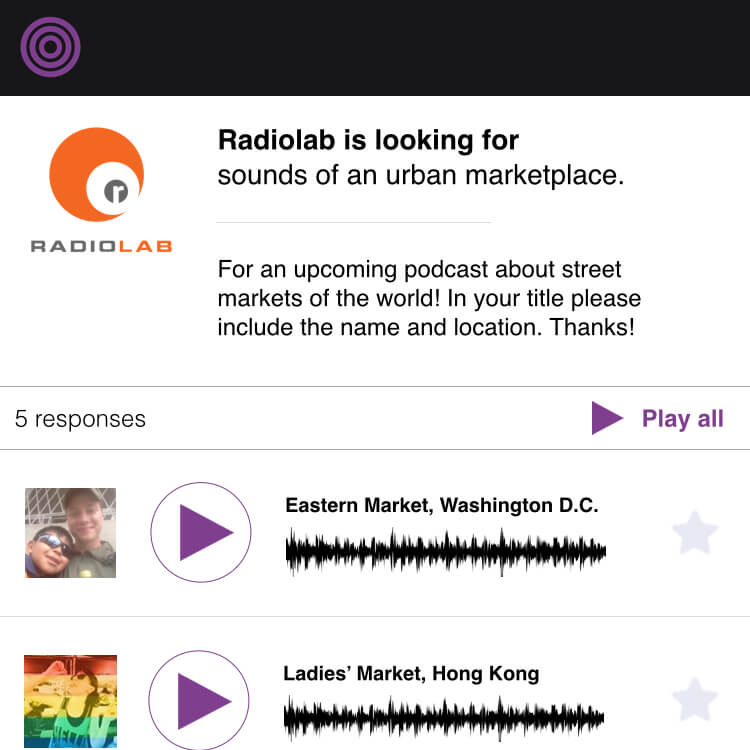 r
RADIOLAB
Radiolab is looking for
sounds of an urban marketplace.
For an upcoming podcast about street
markets of the world! In your title please
include the name and location. Thanks!
5 responses
Play all
Eastern Market, Washington D.C.
Ladies’ Market, Hong Kong